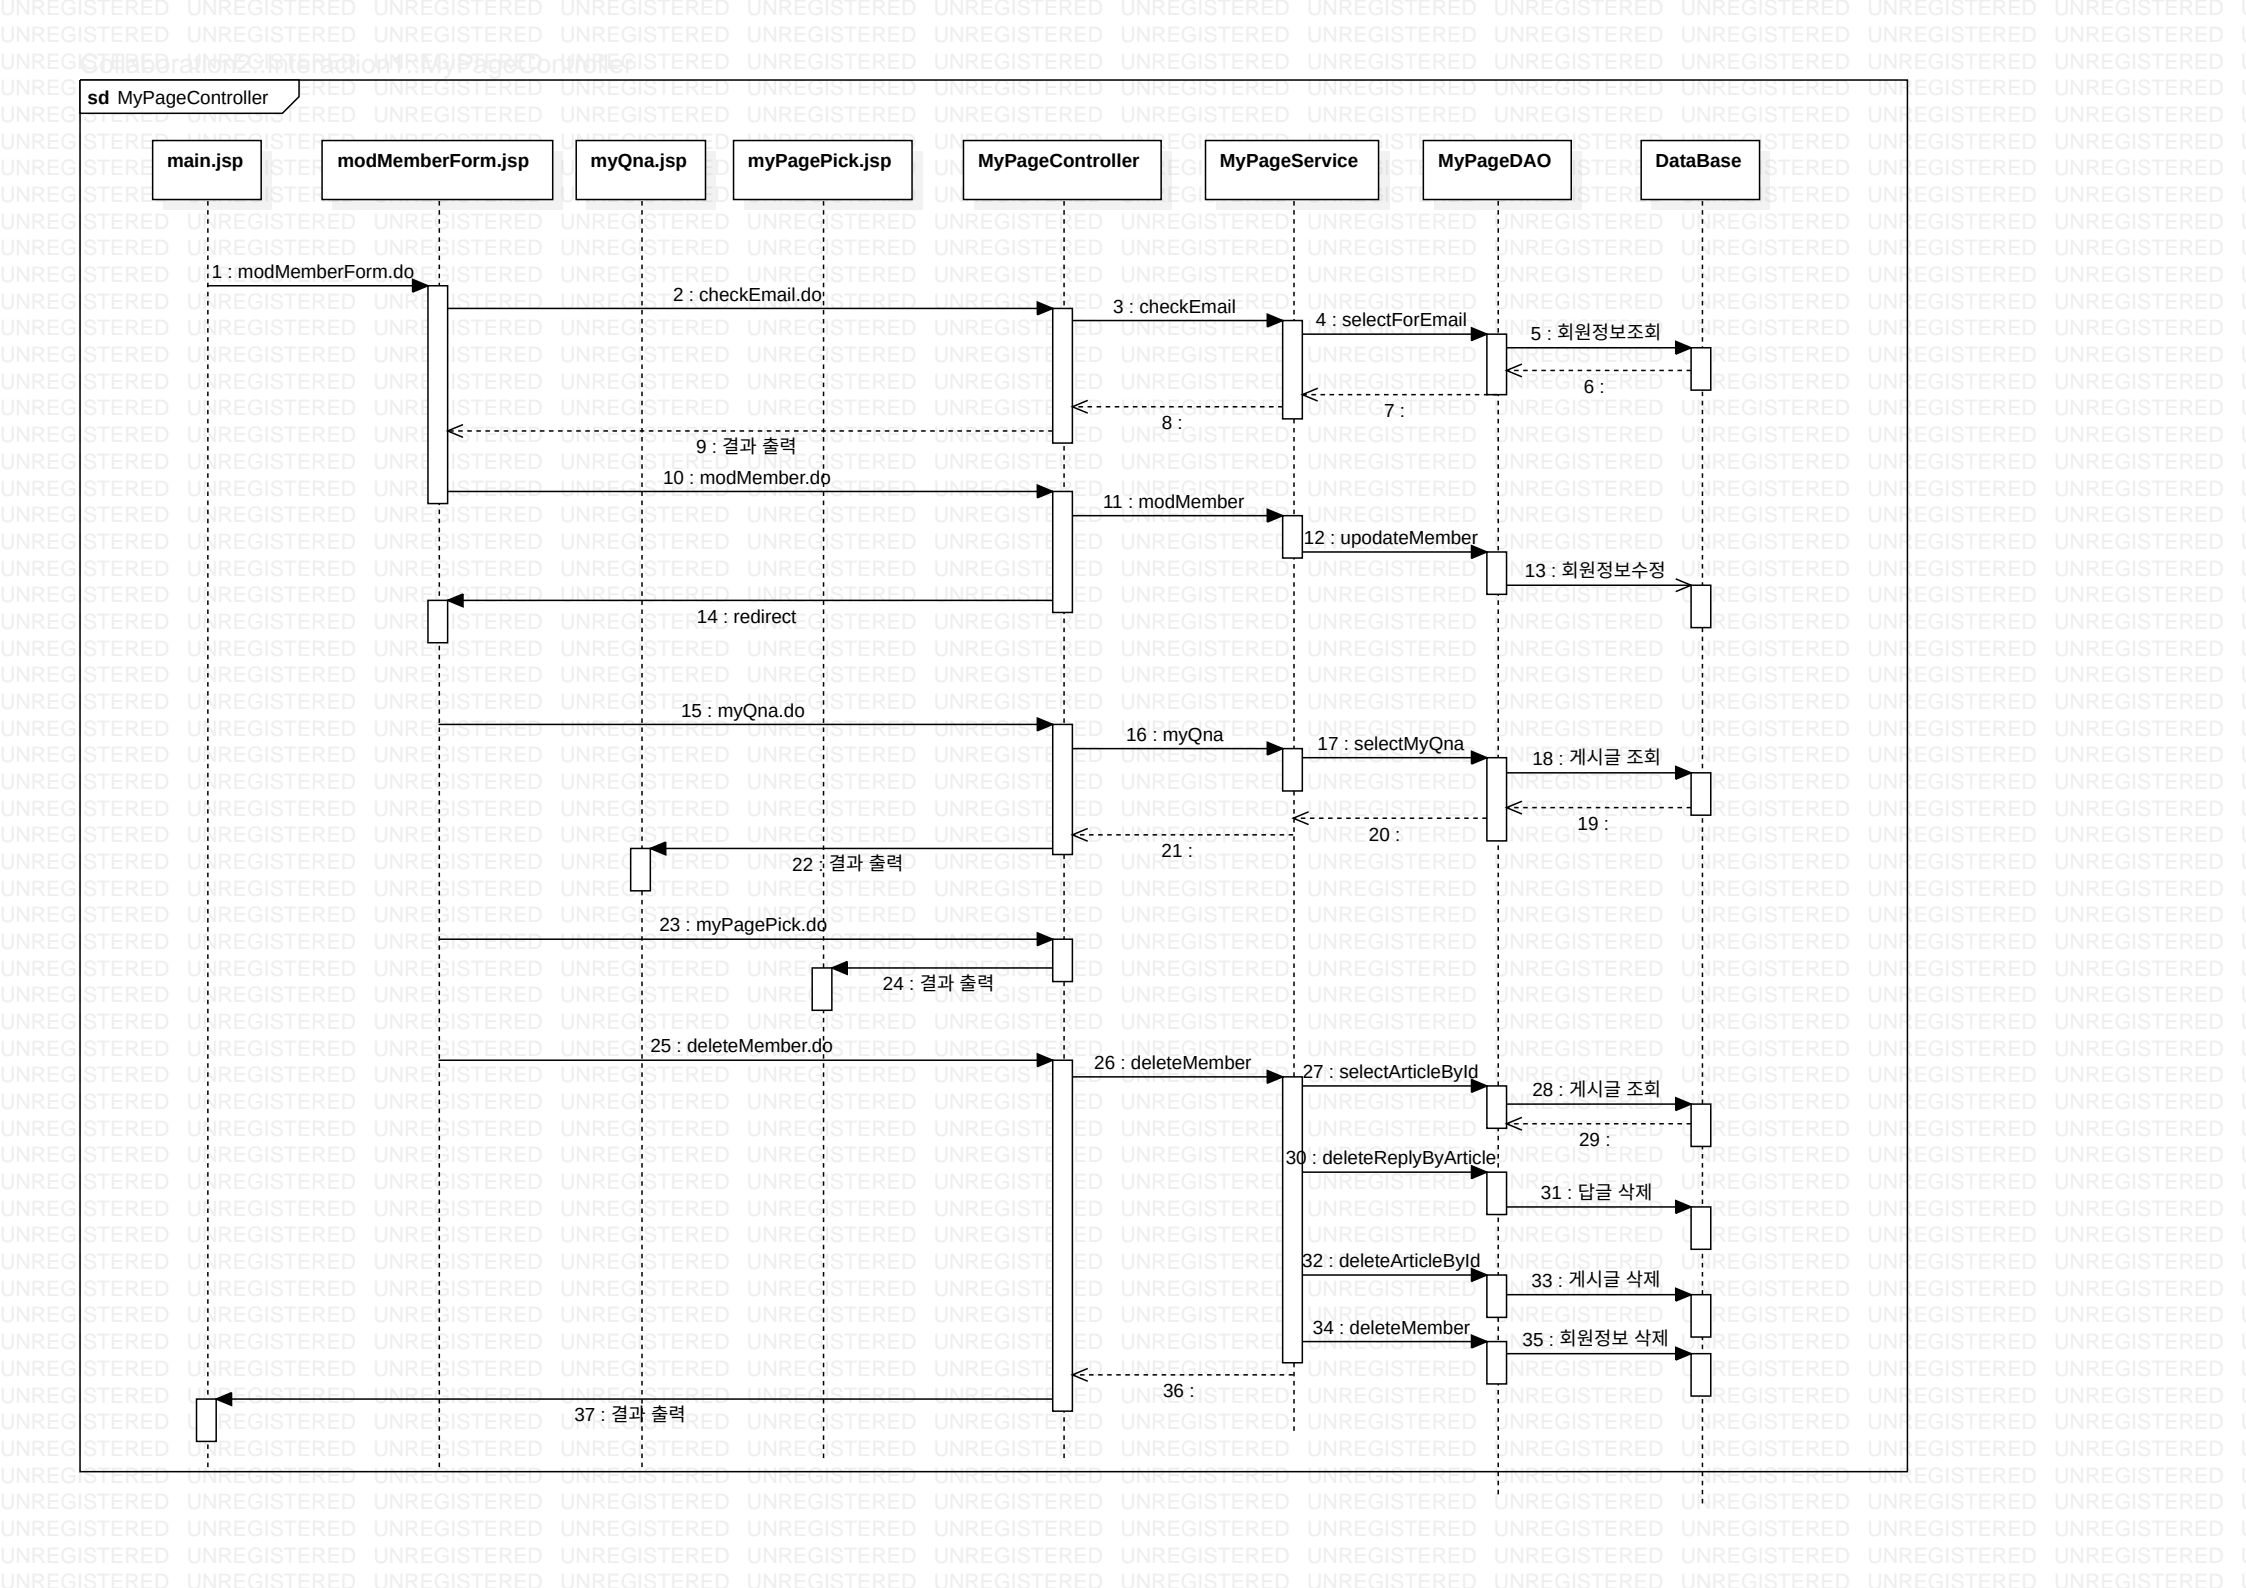 sd MyPageController
main.jsp
modMemberForm.jsp
myQna.jsp
myPagePick.jsp
MyPageController
MyPageService
MyPageDAO
DataBase
1 : modMemberForm.do
2 : checkEmail.do
3 : checkEmail
4 : selectForEmail
5 : 회원정보조회
6 :
7 :
8 :
9 : 결과 출력
10 : modMember.do
11 : modMember
12 : upodateMember
13 : 회원정보수정
14 : redirect
15 : myQna.do
16 : myQna
17 : selectMyQna
18 : 게시글 조회
19 :
20 :
21 :
22 : 결과 출력
23 : myPagePick.do
24 : 결과 출력
25 : deleteMember.do
26 : deleteMember
27 : selectArticleById
28 : 게시글 조회
29 :
30 : deleteReplyByArticle
31 : 답글 삭제
32 : deleteArticleById
33 : 게시글 삭제
34 : deleteMember
35 : 회원정보 삭제
36 :
37 : 결과 출력